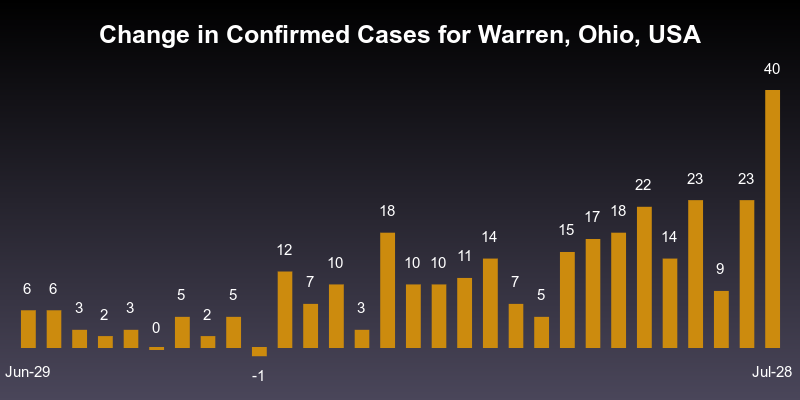 Change in Confirmed Cases for Warren, Ohio, USA
6 6 3 2 3 0 5 2 5 -1 12 7 10 3 18 10 10 11 14 7 5 15 17 18 22 14 23 9 23 40
Jun-29 Jul-28